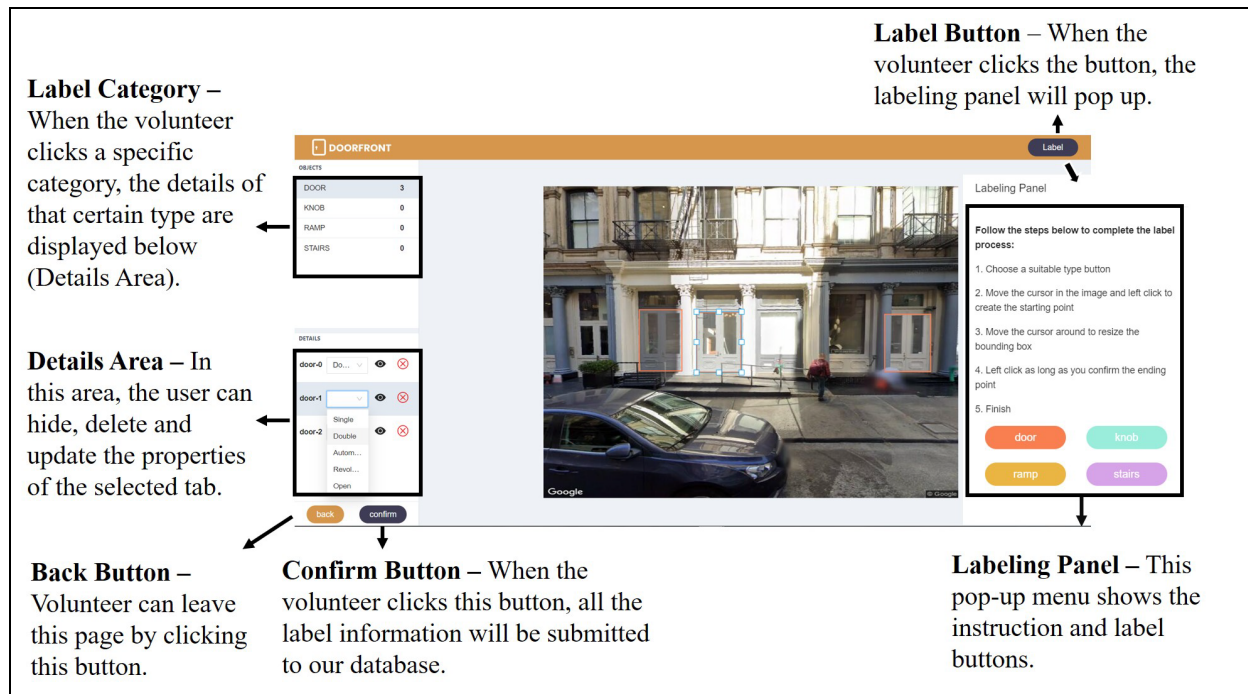 Label Button – When the
volunteer clicks the button, the
labeling panel will pop up.
Label Category –
When the volunteer
clicks a specific
category, the details of
that certain type are
displayed below
(Details Area).
DOORFRONT
Label
OBJECTS
DOOR 3
KNOB 0
RAMP 0
STAIRS 0
Labeling Panel
Follow the steps below to complete the label
process:
1. Choose a suitable type button
2. Move the cursor in the image and left click to
create the starting point
3. Move the cursor around to resize the
bounding box
4. Left click as long as you confirm the ending
point
5. Finish
door knob
ramp stairs
Details Area – In
this area, the user can
hide, delete and
update the properties
of the selected tab.
DETAILS
door-0 Do...
door-1
Single
door-2
Double
Autom...
Revol...
Open
back confirm
Google
© Google
Back Button –
Volunteer can leave
this page by clicking
this button.
Confirm Button – When the
volunteer clicks this button, all the
label information will be submitted
to our database.
Labeling Panel – This
pop-up menu shows the
instruction and label
buttons.